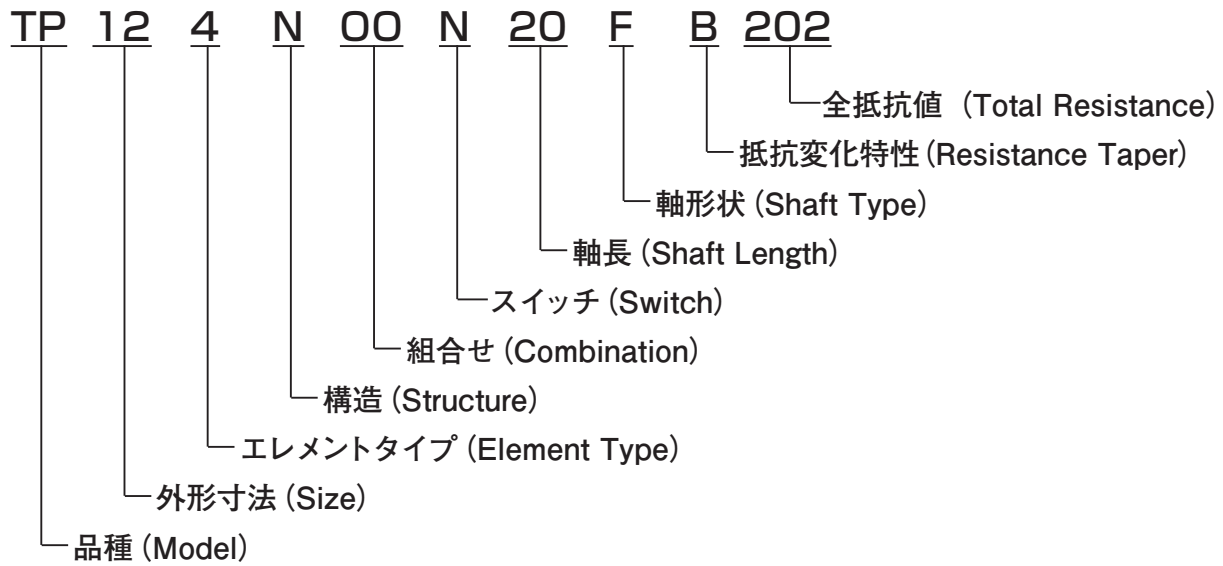 TP 12 4 N 00 N 20 F B 202
全抵抗値 (Total Resistance)
抵抗変化特性 (Resistance Taper)
軸形状 (Shaft Type)
軸長 (Shaft Length)
スイッチ (Switch)
組合せ (Combination)
構造 (Structure)
エレメントタイプ (Element Type)
外形寸法 (Size)
品種 (Model)